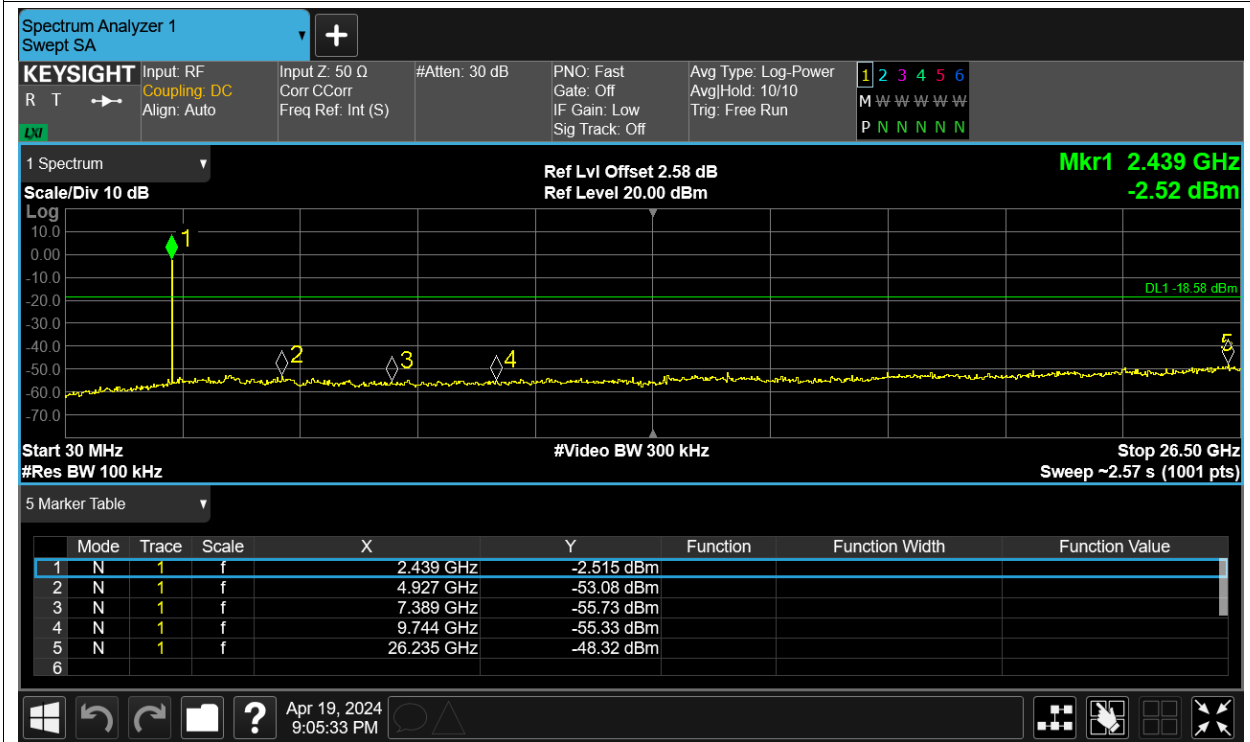 Spectrum Analyzer 1
Swept SA
+
KEYSIGHT Input: RF Input Z: 50 Ω #Atten: 30 dB PNO: Fast Avg Type: Log-Power 1 2 3 4 5 6
R T Coupling: DC Corr CCorr Gate: Off Avg|Hold: 10/10 M W W W W W
Align: Auto Freq Ref: Int (S) IF Gain: Low Trig: Free Run
LXI Sig Track: Off P N N N N N
1 Spectrum Ref Lvl Offset 2.58 dB Mkr1 2.439 GHz
Scale/Div 10 dB Ref Level 20.00 dBm -2.52 dBm
Log
10.0 1
0.00
-10.0
DL1 -18.58 dBm
-20.0
-30.0
-40.0 2 3 4 5
-50.0
-60.0
-70.0
Start 30 MHz #Video BW 300 kHz Stop 26.50 GHz
#Res BW 100 kHz Sweep ~2.57 s (1001 pts)
5 Marker Table
Mode Trace Scale X Y Function Function Width Function Value
1 N 1 f 2.439 GHz -2.515 dBm
2 N 1 f 4.927 GHz -53.08 dBm
3 N 1 f 7.389 GHz -55.73 dBm
4 N 1 f 9.744 GHz -55.33 dBm
5 N 1 f 26.235 GHz -48.32 dBm
6
? Apr 19, 2024
9:05:33 PM